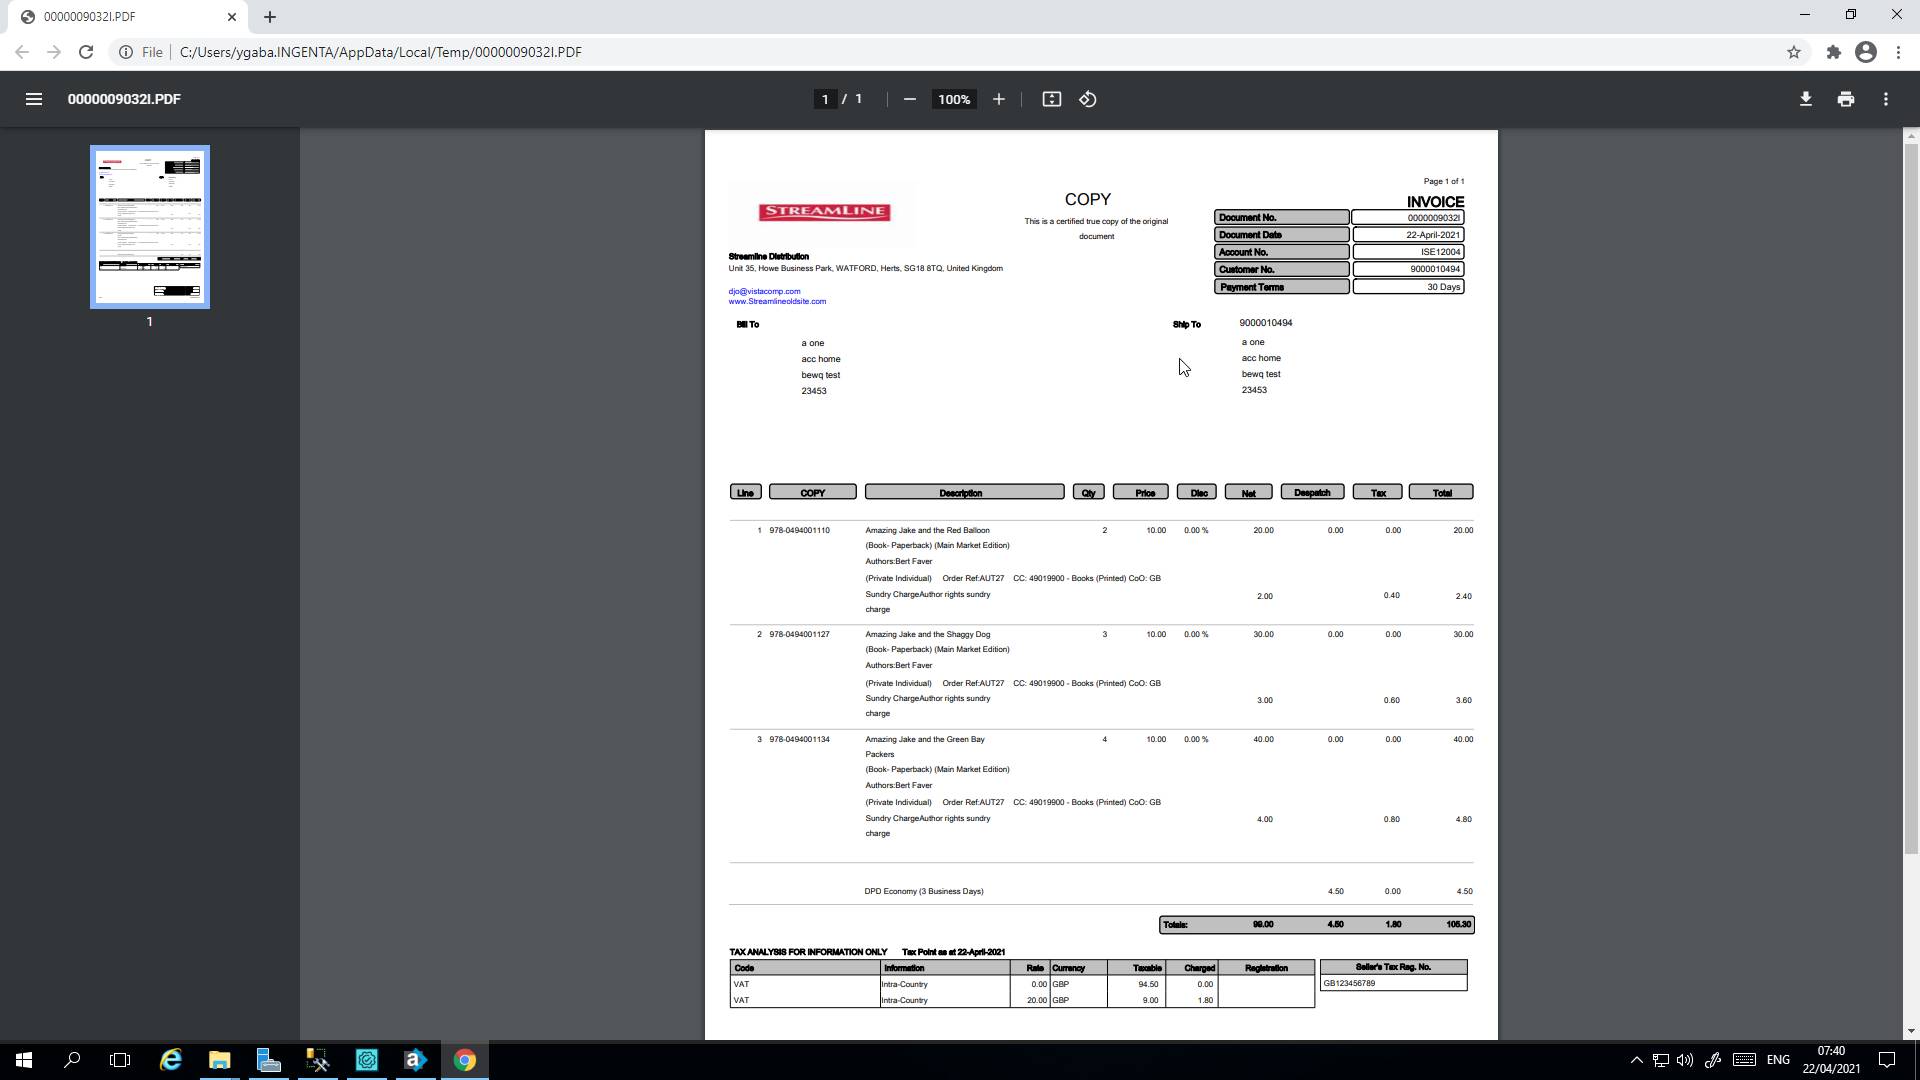 0000009032I.PDF
File C:/Users/ygaba.INGENTA/AppData/Local/Temp/0000009032I.PDF
0000009032I.PDF
1 / 1
100%
1
Page 1 of 1
STREAMLINE
COPY
INVOICE
This is a certified true copy of the original
document
Document No. 0000009032I
Document Date 22-April-2021
Account No. ISE12004
Customer No. 9000010494
Payment Terms 30 Days
Streamline Distribution
Unit 35, Howe Business Park, WATFORD, Herts, SG18 8TQ, United Kingdom
djo@vistacomp.com
www.Streamlineoldsite.com
Bill To
a one
acc home
bewq test
23453
Ship To 9000010494
a one
acc home
bewq test
23453
Line COPY Description Qty Price Disc Net Despatch Tax Total
1 978-0494001110 Amazing Jake and the Red Balloon 2 10.00 0.00 % 20.00 0.00 0.00 20.00
(Book- Paperback) (Main Market Edition)
Authors:Bert Faver
(Private Individual) Order Ref:AUT27 CC: 49019900 - Books (Printed) CoO: GB
Sundry ChargeAuthor rights sundry 2.00 0.40 2.40
charge
2 978-0494001127 Amazing Jake and the Shaggy Dog 3 10.00 0.00 % 30.00 0.00 0.00 30.00
(Book- Paperback) (Main Market Edition)
Authors:Bert Faver
(Private Individual) Order Ref:AUT27 CC: 49019900 - Books (Printed) CoO: GB
Sundry ChargeAuthor rights sundry 3.00 0.60 3.60
charge
3 978-0494001134 Amazing Jake and the Green Bay 4 10.00 0.00 % 40.00 0.00 0.00 40.00
Packers
(Book- Paperback) (Main Market Edition)
Authors:Bert Faver
(Private Individual) Order Ref:AUT27 CC: 49019900 - Books (Printed) CoO: GB
Sundry ChargeAuthor rights sundry 4.00 0.80 4.80
charge
DPD Economy (3 Business Days) 4.50 0.00 4.50
Totals: 99.00 4.50 1.80 105.30
TAX ANALYSIS FOR INFORMATION ONLY Tax Point as at 22-April-2021
Code Information Rate Currency Taxable Charged Registration Seller's Tax Reg. No.
VAT Intra-Country 0.00 GBP 94.50 0.00 GB123456789
VAT Intra-Country 20.00 GBP 9.00 1.80
ENG
07:40
22/04/2021